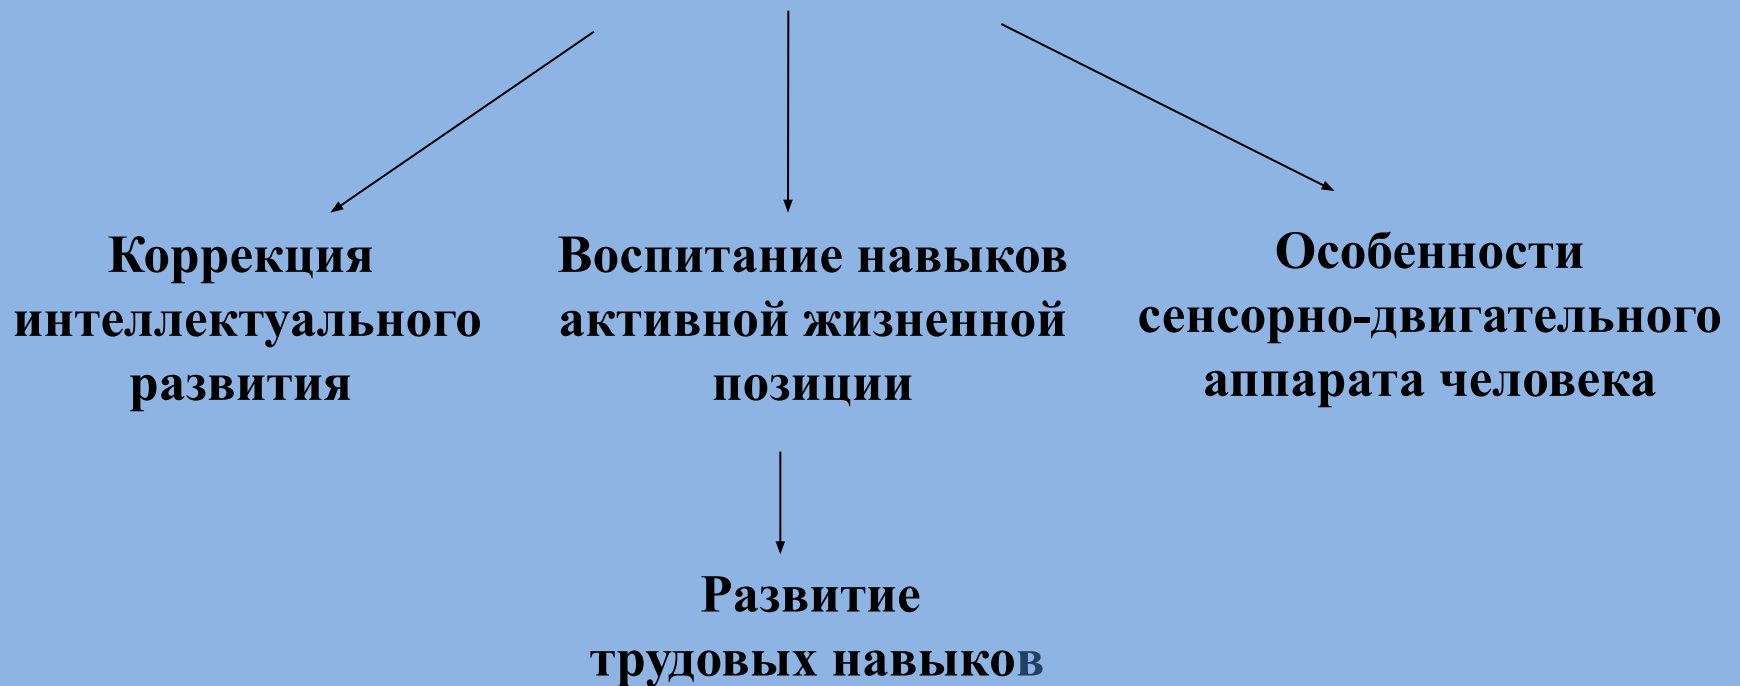 Коррекция
интеллектуального
развития
Воспитание навыков
активной жизненной
позиции
Особенности
сенсорно-двигательного
аппарата человека
Развитие
трудовых навыков